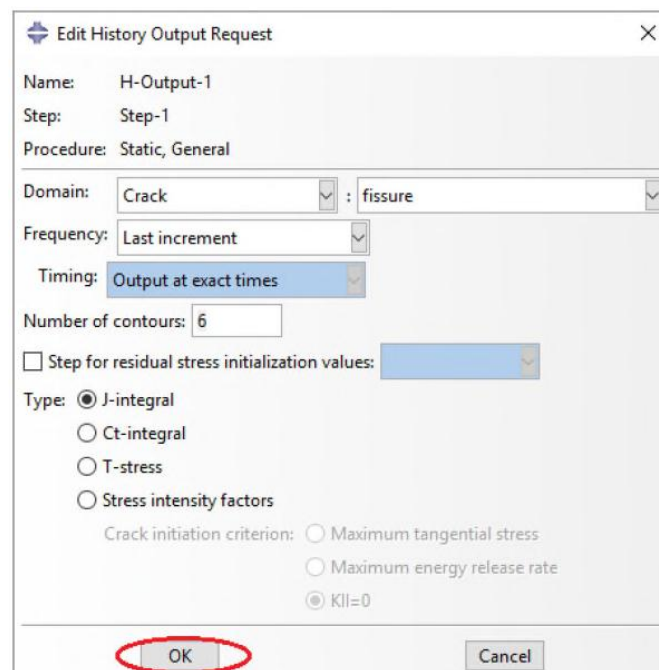 Edit History Output Request
Name: H-Output-1
Step: Step-1
Procedure: Static, General
Domain: Crack : fissure
Frequency: Last increment
Timing: Output at exact times
Number of contours: 6
Step for residual stress initialization values:
Type: J-integral
Ct-integral
T-stress
Stress intensity factors
Crack initiation criterion: Maximum tangential stress
Maximum energy release rate
KII=0
OK Cancel